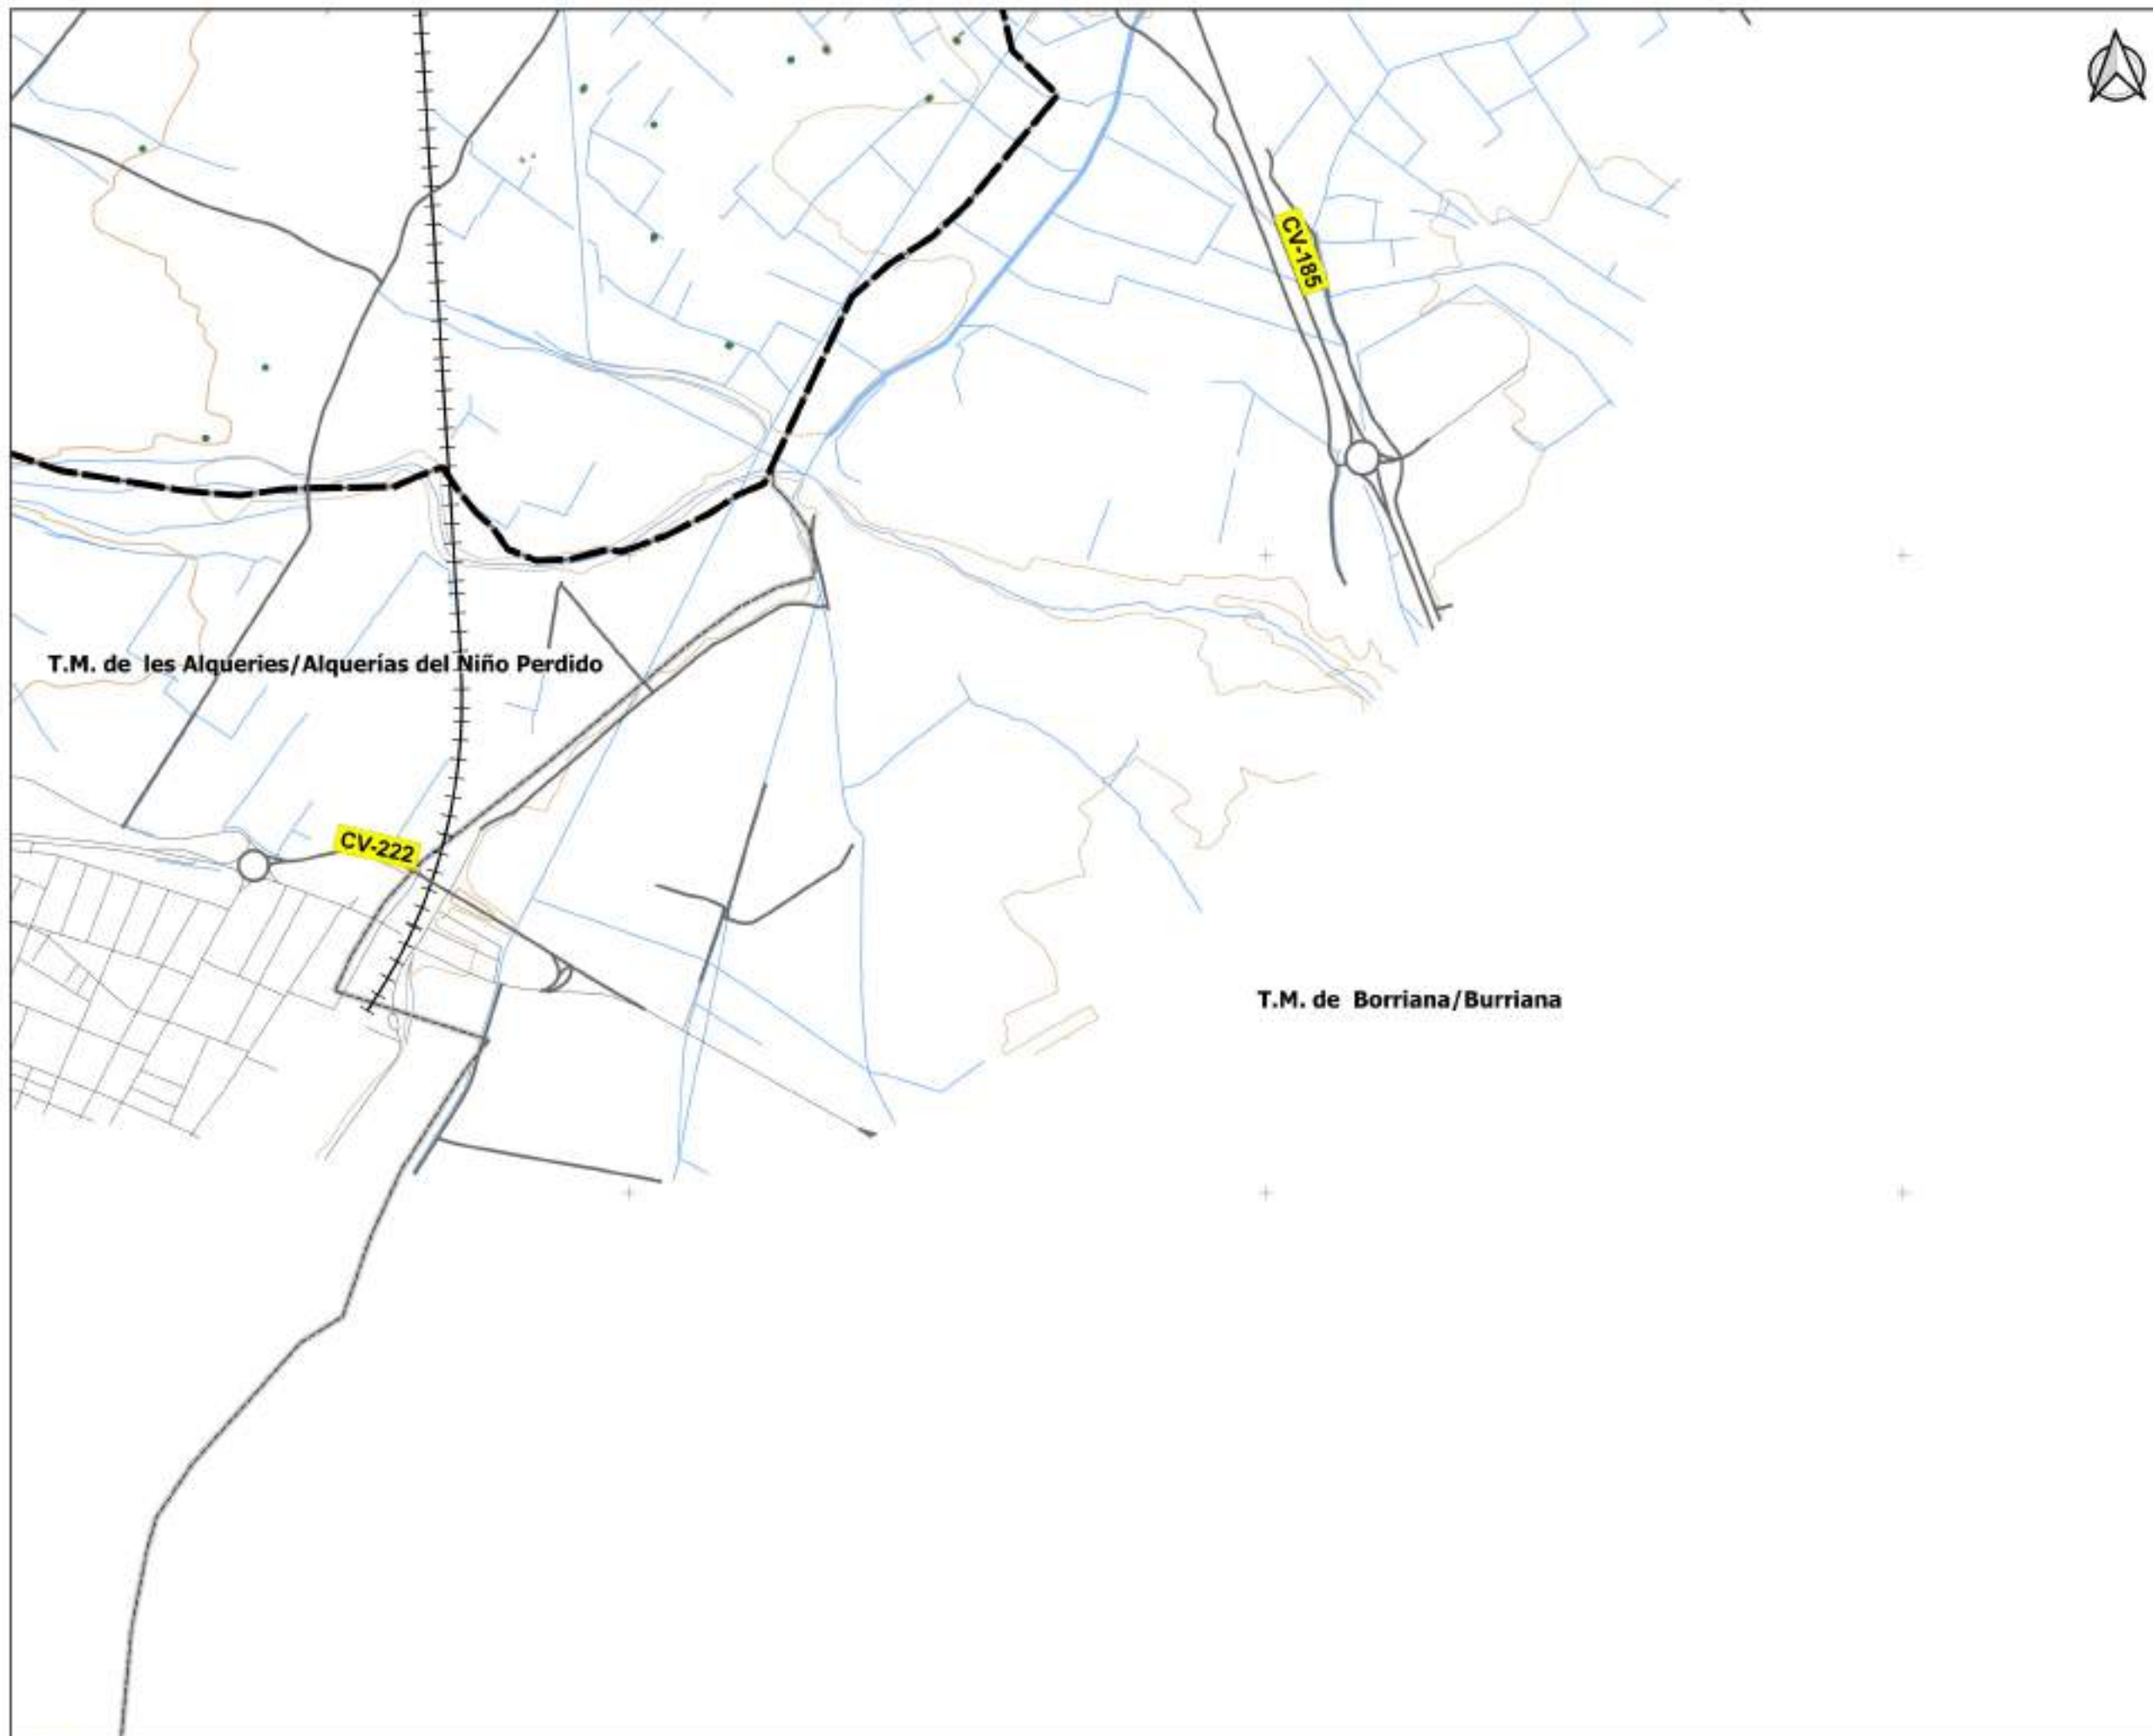 CV-185
T.M. de les Alqueries/Alquerías del Niño Perdido
CV-222
T.M. de Borriana/Burriana